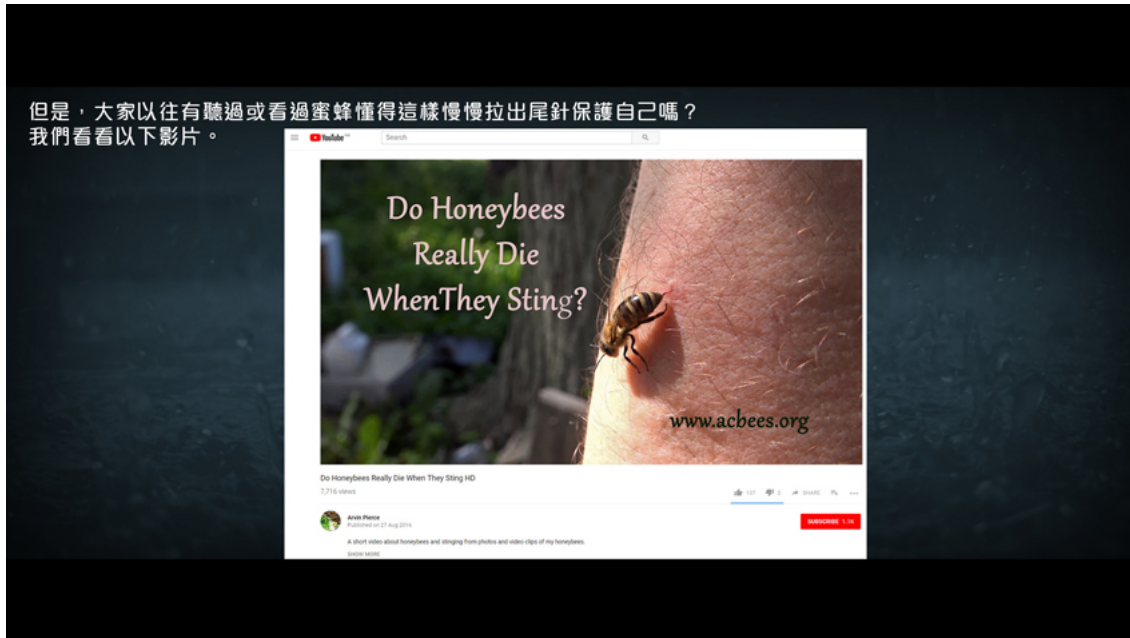 但是，大家以往有聽過或看過蜜蜂懂得這樣慢慢拉出尾針保護自己嗎？
我們看看以下影片。
YouTube
Search
Do Honeybees
Really Die
WhenThey Sting?
www.acbees.org
Do Honeybees Really Die When They Sting HD
7,716 views
SHARE
Arvin Pierce
Published on 27 Aug 2016
SUBSCRIBE 1.1K
A short video about honeybees and stinging from photos and video clips of my honeybees.
SHOW MORE